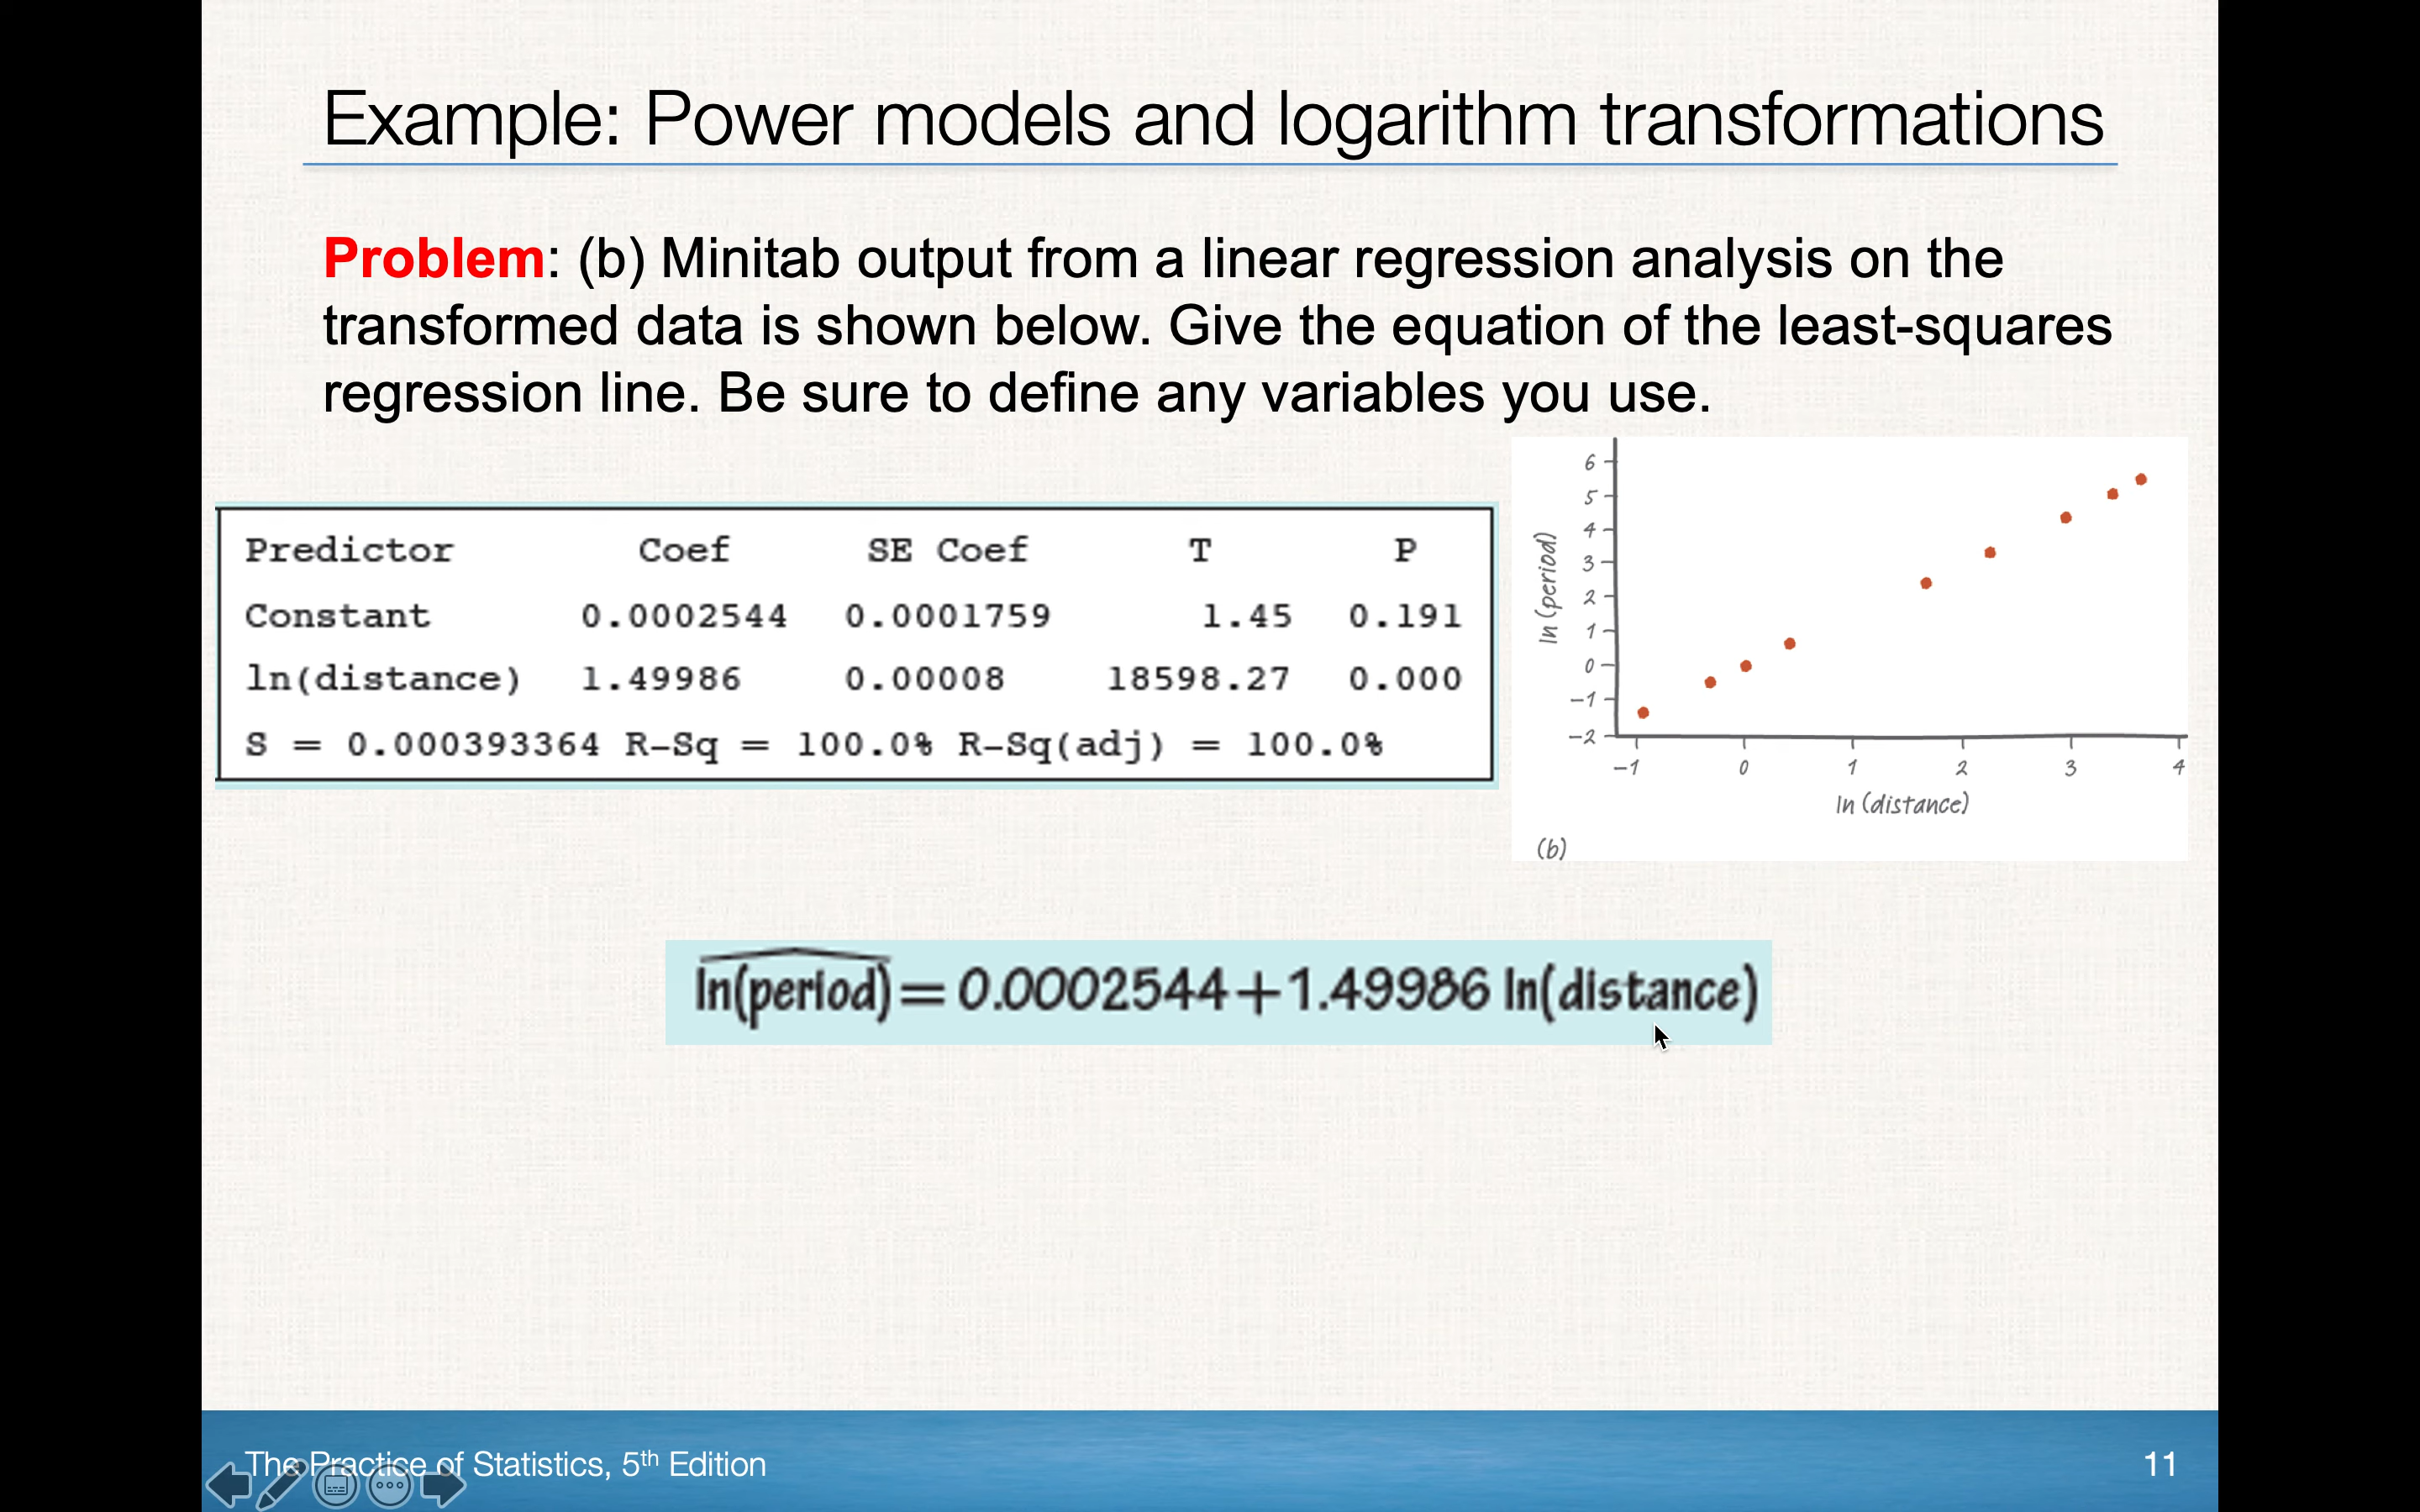 Example: Power models and logarithm transformations
Problem: (b) Minitab output from a linear regression analysis on the
transformed data is shown below. Give the equation of the least-squares
regression line. Be sure to define any variables you use.
Predictor Coef SE Coef T P
Constant 0.0002544 0.0001759 1.45 0.191
ln(distance) 1.49986 0.00008 18598.27 0.000
S = 0.000393364 R-Sq = 100.0% R-Sq(adj) = 100.0%
ln (period)
6
5
4
3
2
1
0
-1
-2
-1 0 1 2 3 4
ln (distance)
(b)
ln(period) = 0.0002544+1.49986 ln(distance)
The Practice of Statistics, 5th Edition
11